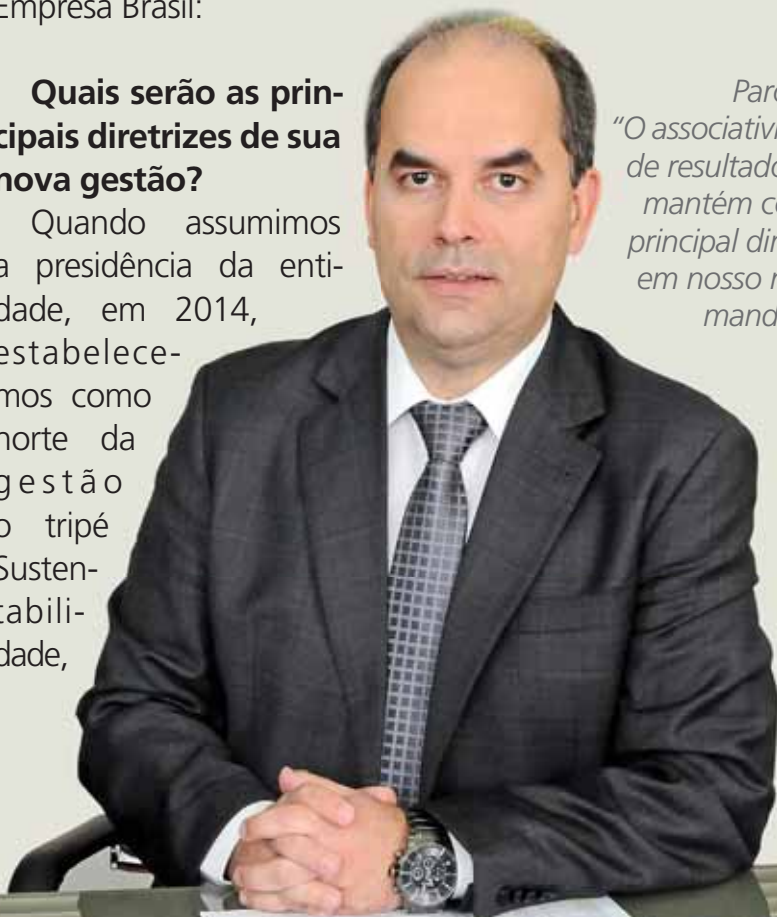 Empresa Brasil:
Quais serão as prin-
cipais diretrizes de sua
nova gestão?
Quando assumimos
a presidência da enti-
dade, em 2014,
estabelece-
mos como
norte da
gestão
o tripé
Susten-
tabili-
dade,
"O associativi
de resultado
mantém co
principal dir
em nosso n
mand